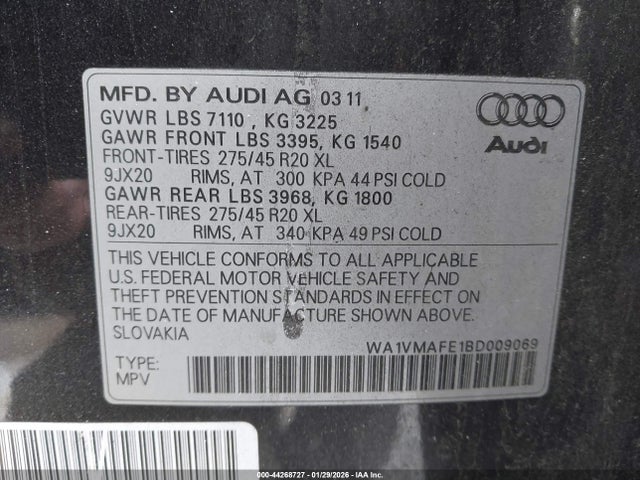 MFD. BY AUDI AG 03 11
GVWR LBS 7110 , KG 3225
GAWR FRONT LBS 3395, KG 1540
FRONT-TIRES 275/45 R20 XL
9JX20 RIMS, AT 300 KPA 44 PSI COLD
GAWR REAR LBS 3968, KG 1800
REAR-TIRES 275/45 R20 XL
9JX20 RIMS, AT 340 KPA 49 PSI COLD
Audi
THIS VEHICLE CONFORMS TO ALL APPLICABLE
U.S. FEDERAL MOTOR VEHICLE SAFETY AND
THEFT PREVENTION STANDARDS IN EFFECT ON
THE DATE OF MANUFACTURE SHOWN ABOVE.
SLOVAKIA
WA1VMAFE1BD009069
TYPE:
MPV
000-44268727 - 01/29/2026 - IAA Inc.